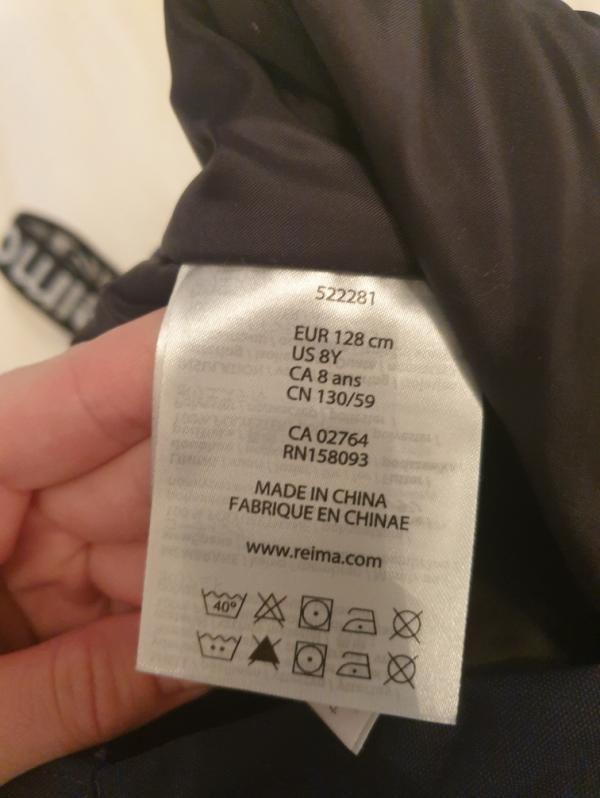 522281
EUR 128 cm
US 8Y
CA 8 ans
CN 130/59
CA 02764
RN158093
MADE IN CHINA
FABRIQUE EN CHINAE
www.reima.com
40°